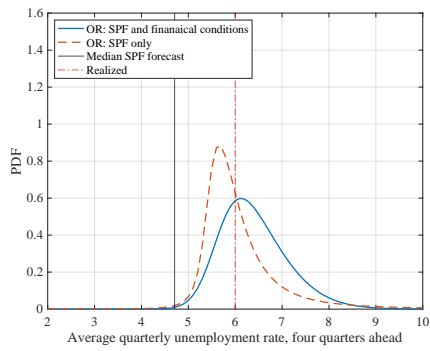 1.6
1.4
1.2
1
0.8
0.6
0.4
0.2
0
PDF
OR: SPF and finanaical conditions
OR: SPF only
Median SPF forecast
Realized
2 3 4 5 6 7 8 9 10
Average quarterly unemployment rate, four quarters ahead